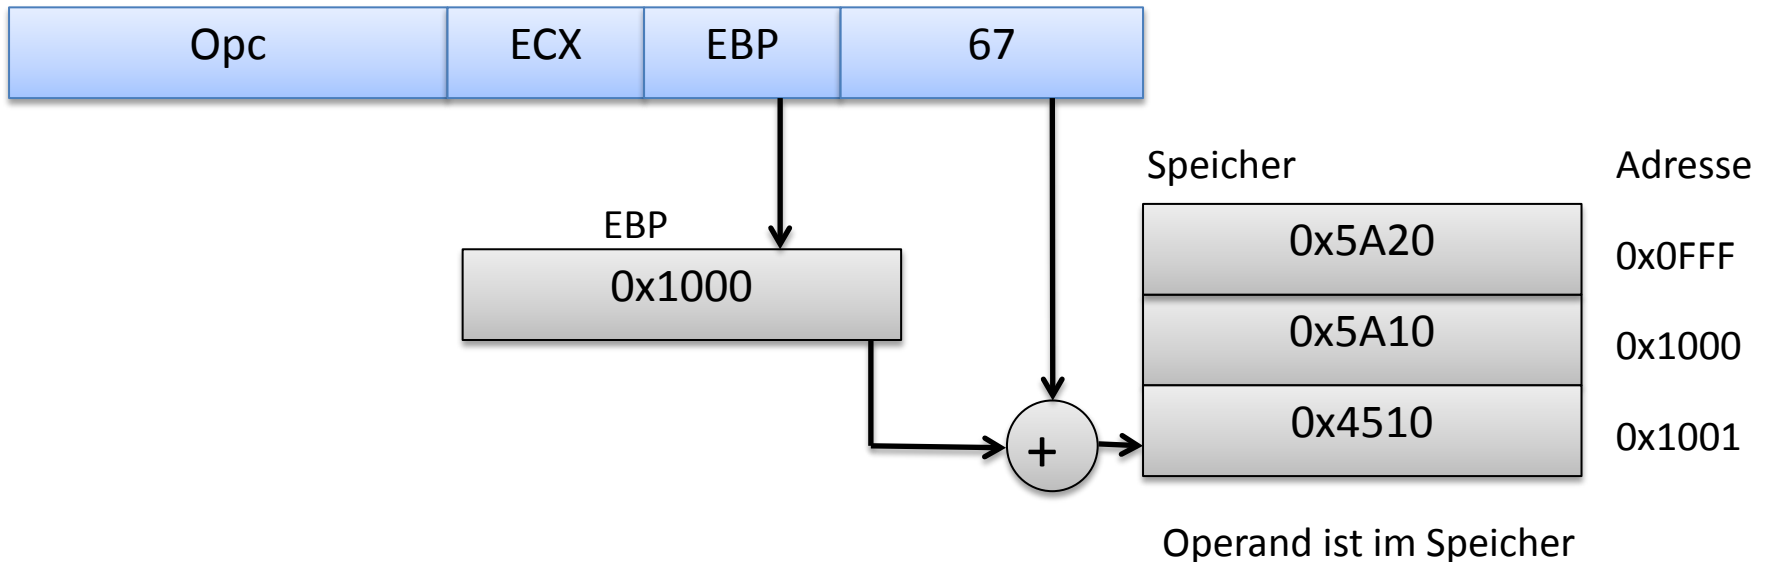 Opc ECX EBP 67
Speicher Adresse
EBP
0x5A20 0x0FFF
0x1000
0x5A10 0x1000
0x4510 0x1001
+
Operand ist im Speicher